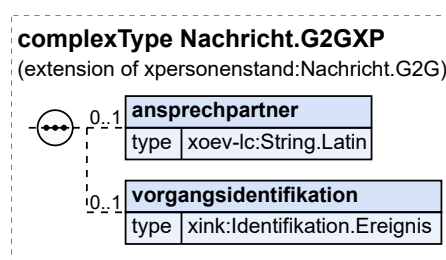 complexType Nachricht.G2GXP
(extension of xpersonenstand:Nachricht.G2G)
0..1 ansprechpartner
type xoev-lc:String.Latin
0..1 vorgangsidentifikation
type xink:Identifikation.Ereignis